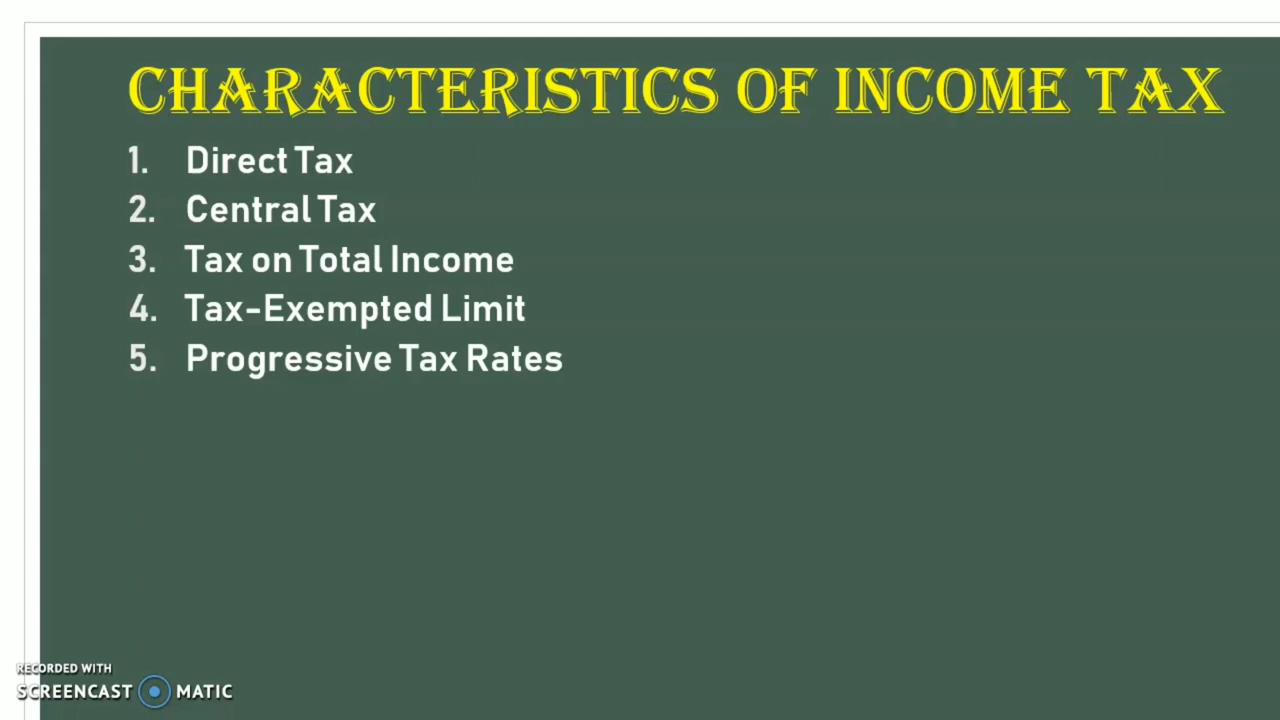 CHARACTERISTICS OF INCOME TAX
1. Direct Tax
2. Central Tax
3. Tax on Total Income
4. Tax-Exempted Limit
5. Progressive Tax Rates
RECORDED WITH
SCREENCAST MATIC